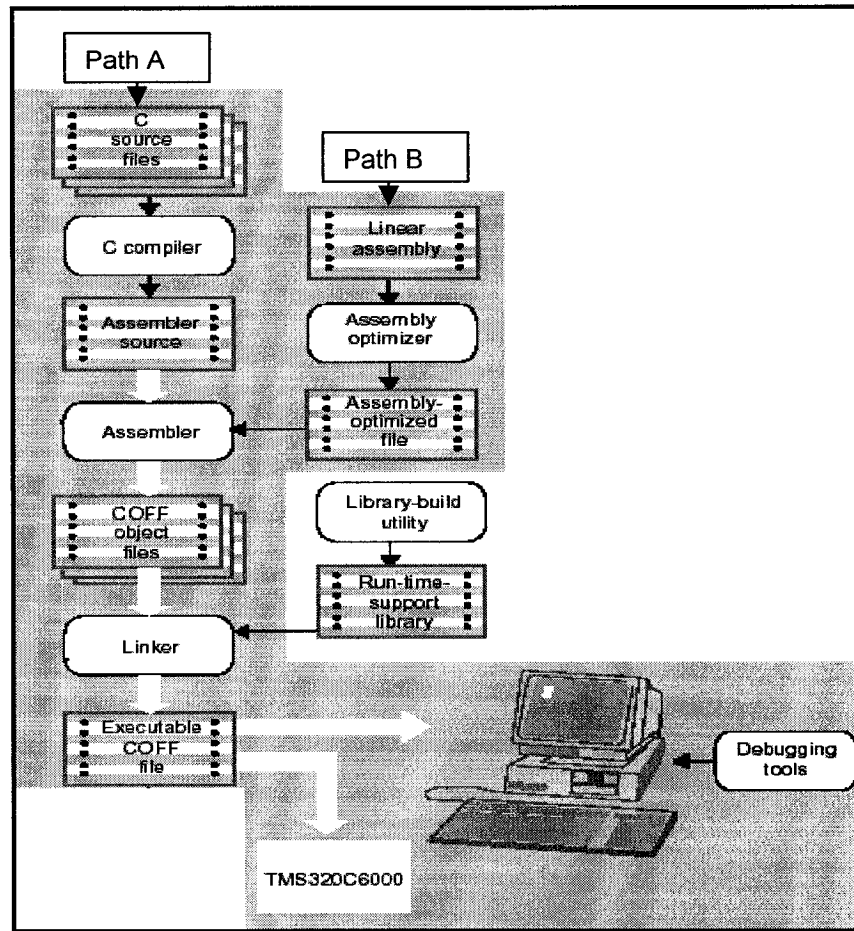 Path A
C
source
files
C compiler
Assembler
source
Assembler
COFF
object
files
Linker
Executable
COFF
file
Path B
Linear
assembly
Assembly
optimizer
Assembly-
optimized
file
Library-build
utility
Run-time-
support
library
Debugging
tools
TMS320C6000